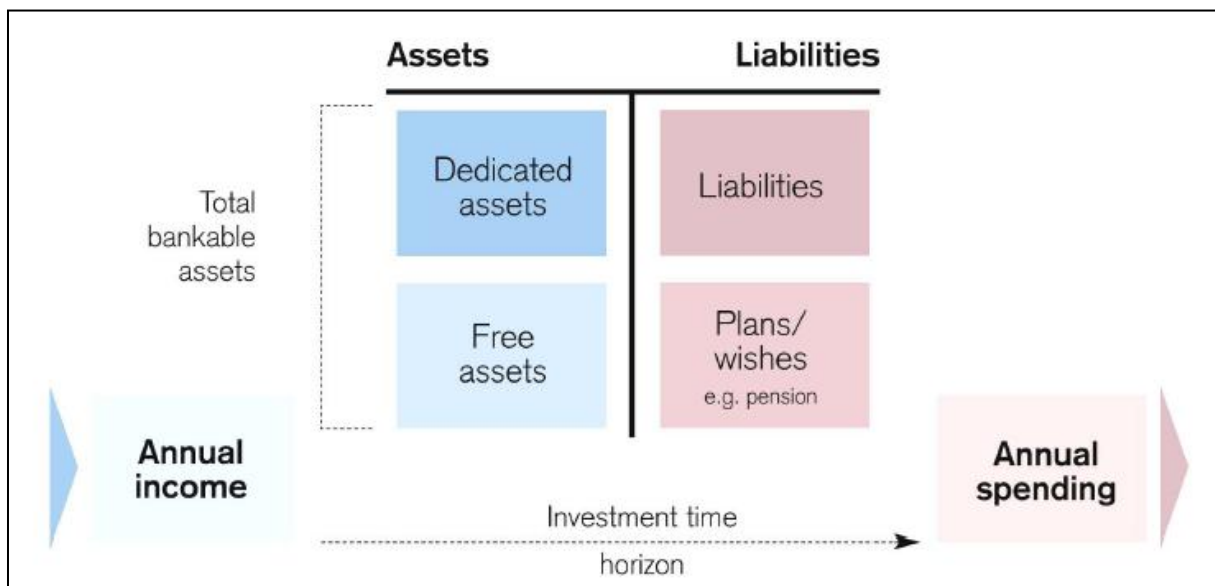 Assets
Liabilities
Dedicated
assets
Liabilities
Total
bankable
assets
Free
assets
Plans/
wishes
e.g. pension
Annual
income
Annual
spending
Investment time
horizon